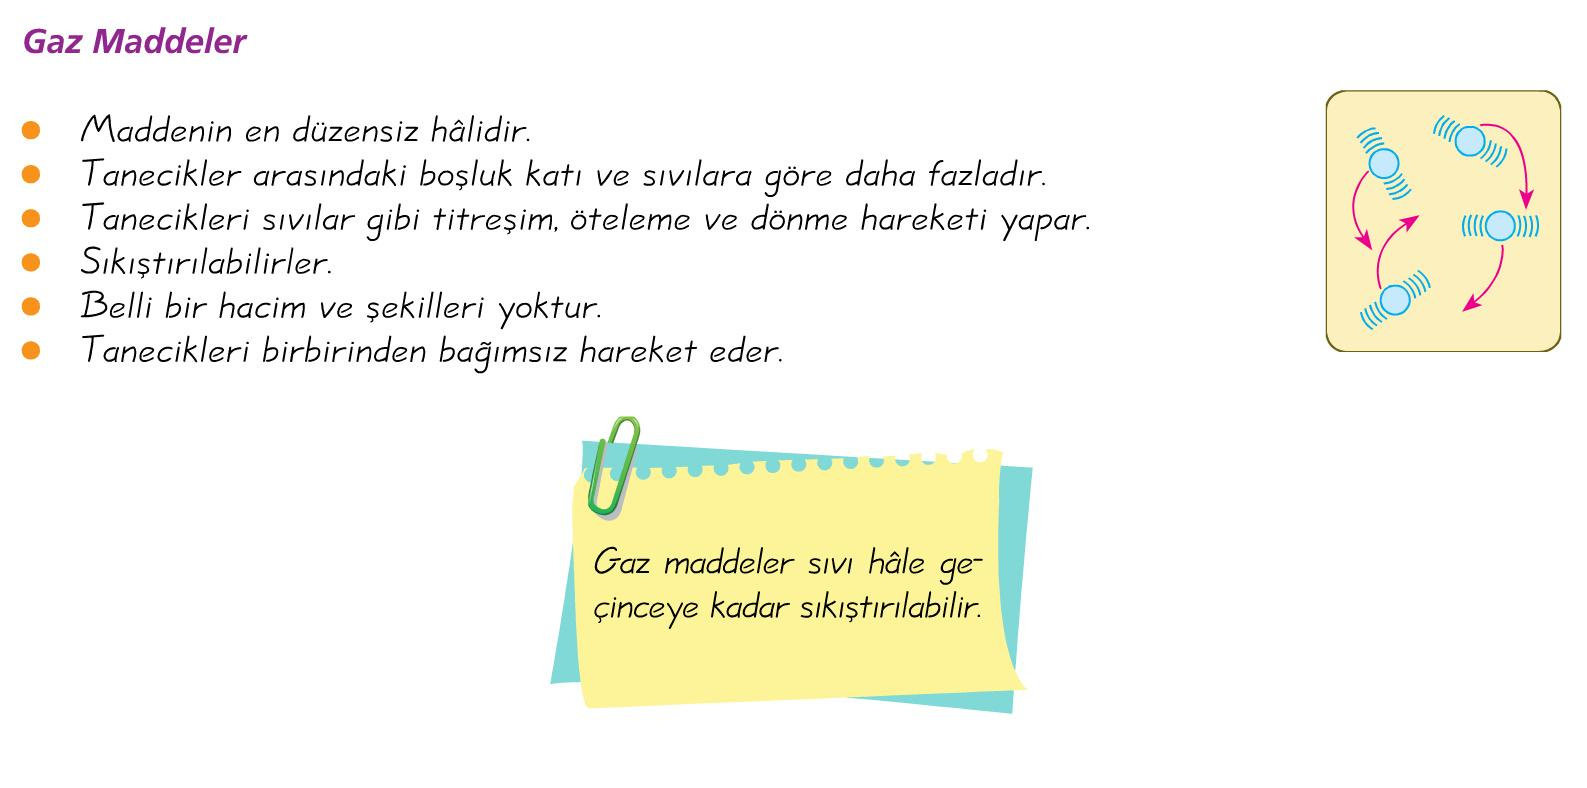 Gaz Maddeler
Maddenin en düzensiz hâlidir.
Tanecikler arasındaki boşluk katı ve sıvılara göre daha fazladır.
Tanecikleri sıvılar gibi titreşim, öteleme ve dönme hareketi yapar.
Sıkıştırılabilirler.
Belli bir hacim ve şekilleri yoktur.
Tanecikleri birbirinden bağımsız hareket eder.
Gaz maddeler sıvı hâle ge-
çinceye kadar sıkıştırılabilir.